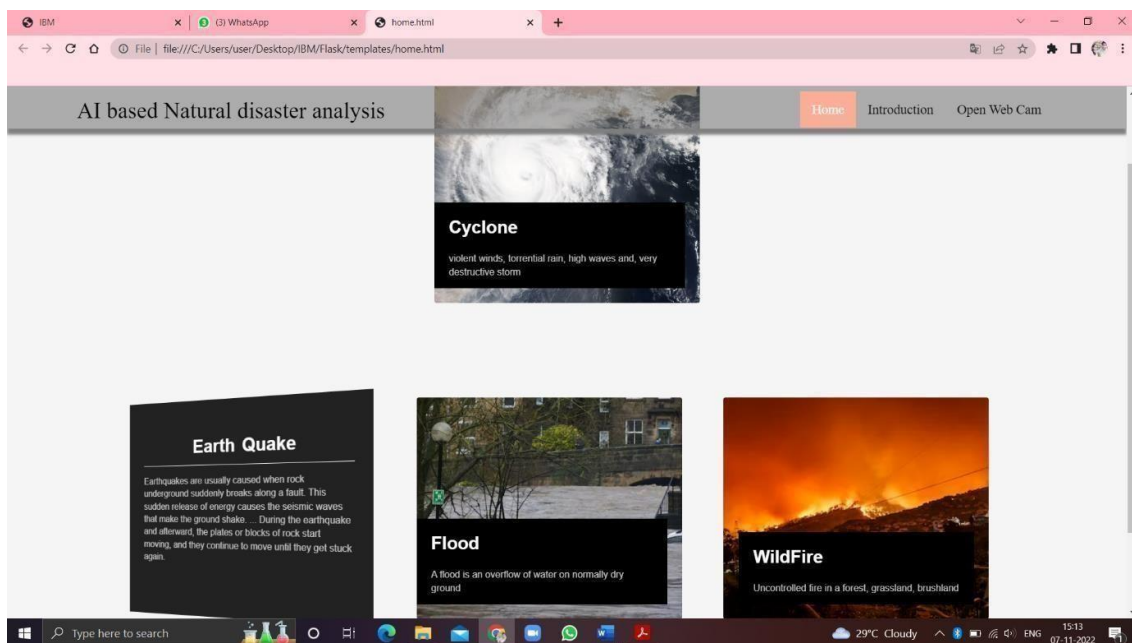 IBM
(3) WhatsApp
home.html
File | file:///C:/Users/user/Desktop/IBM/Flask/templates/home.html
AI based Natural disaster analysis
Home
Introduction
Open Web Cam
Cyclone
violent winds, torrential rain, high waves and, very
destructive storm
Earth Quake
Earthquakes are usually caused when rock
underground suddenly breaks along a fault. This
sudden release of energy causes the seismic waves
that make the ground shake. ... During the earthquake
and afterward, the plates or blocks of rock start
moving, and they continue to move until they get stuck
again.
Flood
A flood is an overflow of water on normally dry
ground
WildFire
Uncontrolled fire in a forest, grassland, brushland
Type here to search
29°C Cloudy
ENG
15:13
07-11-2022